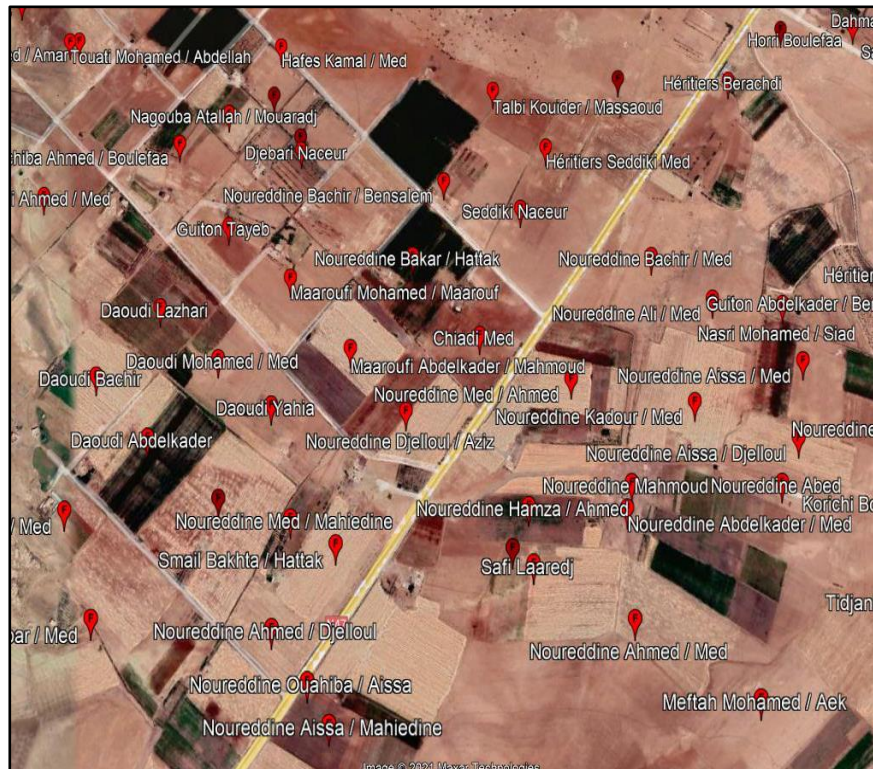 Dahma
Horri Boulefaa
Sa
ed / Amar
Touati Mohamed / Abdellah
Hafes Kamal / Med
Héritiers Berachdi
Talbi Kouider / Massaoud
Nagouba Atallah / Mouaradj
Djebari Naceur
Héritiers Seddiki Med
chiba Ahmed / Boulefaa
i Ahmed / Med
Noureddine Bachir / Bensalem
Seddiki Naceur
Guiton Tayeb
Noureddine Bakar / Hattak
Noureddine Bachir / Med
Héritier
Maaroufi Mohamed / Maarouf
Daoudi Lazhari
Noureddine Ali / Med
Guiton Abdelkader / Ben
Chiadi Med
Nasri Mohamed / Siad
Daoudi Mohamed / Med
Maaroufi Abdelkader / Mahmoud
Daoudi Bachir
Noureddine Aissa / Med
Noureddine Med / Ahmed
Daoudi Yahia
Noureddine Kadour / Med
Daoudi Abdelkader
Noureddine Djelloul / Aziz
Noureddine
Noureddine Aissa / Djelloul
Noureddine Mahmoud
Noureddine Abed
Noureddine Hamza / Ahmed
Korichi Bo
/ Med
Noureddine Med / Mahiedine
Noureddine Abdelkader / Med
Smail Bakhta / Hattak
Safi Laaredj
Tidjan
bar / Med
Noureddine Ahmed / Djelloul
Noureddine Ahmed / Med
Noureddine Ouahiba / Aissa
Meftah Mohamed / Aek
Noureddine Aissa / Mahiedine
Image © 2021 Maxar Technologies